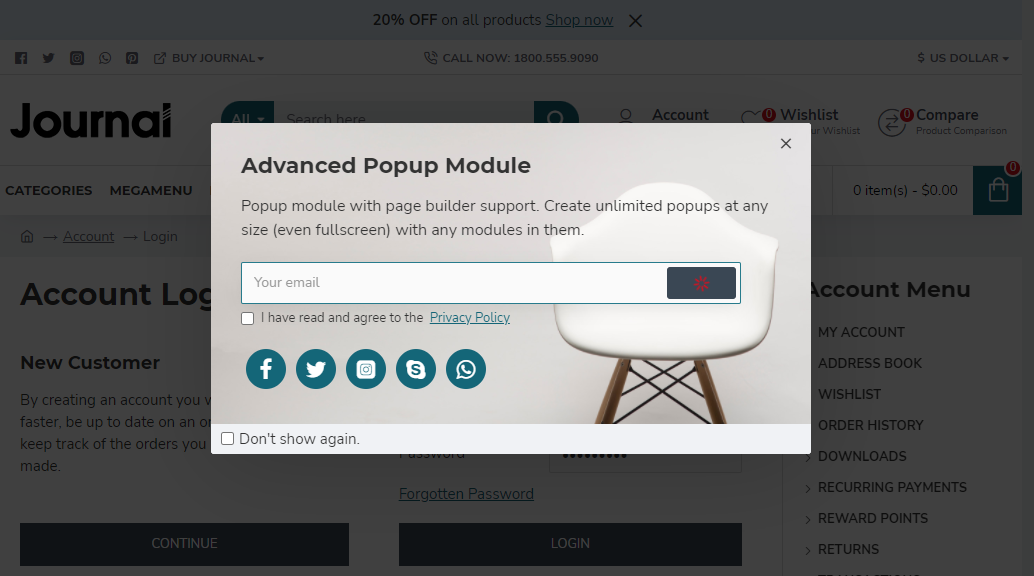 20% OFF on all products Shop now
BUY JOURNAL
CALL NOW: 1800.555.9090
$ US DOLLAR
Journal
All
Search here
Account
0
Wishlist
ur Wishlist
0
Compare
Product Comparison
CATEGORIES
MEGAMENU
0 item(s) - $0.00
0
Account
Login
Advanced Popup Module
Popup module with page builder support. Create unlimited popups at any
size (even fullscreen) with any modules in them.
Your email
I have read and agree to the Privacy Policy
Don't show again.
Account Log
New Customer
By creating an account you
faster, be up to date on an
keep track of the orders you
made.
CONTINUE
Password
Forgotten Password
LOGIN
Account Menu
MY ACCOUNT
ADDRESS BOOK
WISHLIST
ORDER HISTORY
DOWNLOADS
RECURRING PAYMENTS
REWARD POINTS
RETURNS
TRANSACTIONS